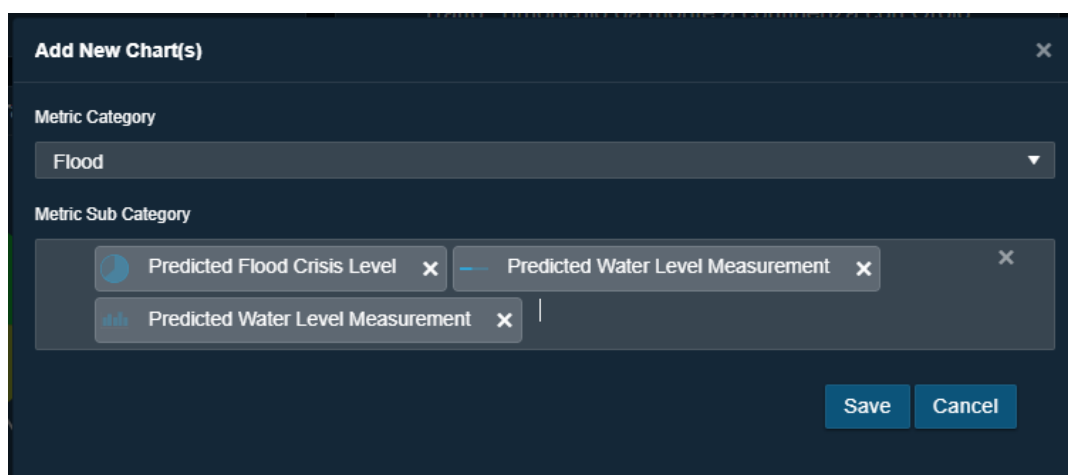 Add New Chart(s)
Metric Category
Flood
Metric Sub Category
Predicted Flood Crisis Level
Predicted Water Level Measurement
Predicted Water Level Measurement
Save
Cancel